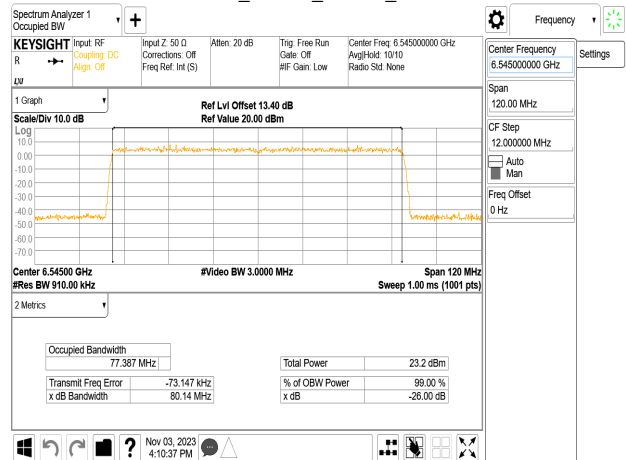 Spectrum Analyzer 1
Occupied BW
Frequency
KEYSIGHT
R
LXI
Input: RF
Coupling: DC
Align: Off
Input Z: 50 Ω
Corrections: Off
Freq Ref: Int (S)
Atten: 20 dB
Trig: Free Run
Gate: Off
#IF Gain: Low
Center Freq: 6.545000000 GHz
Avg|Hold: 10/10
Radio Std: None
Center Frequency
6.545000000 GHz
Settings
Span
120.00 MHz
CF Step
12.000000 MHz
Auto
Man
Freq Offset
0 Hz
1 Graph
Scale/Div 10.0 dB
Ref Lvl Offset 13.40 dB
Ref Value 20.00 dBm
Log
10.0
0.00
-10.0
-20.0
-30.0
-40.0
-50.0
-60.0
-70.0
Center 6.54500 GHz
#Video BW 3.0000 MHz
Span 120 MHz
#Res BW 910.00 kHz
Sweep 1.00 ms (1001 pts)
2 Metrics
Occupied Bandwidth
77.387 MHz
Total Power 23.2 dBm
Transmit Freq Error -73.147 kHz
% of OBW Power 99.00 %
x dB Bandwidth 80.14 MHz
x dB -26.00 dB
?
Nov 03, 2023
4:10:37 PM